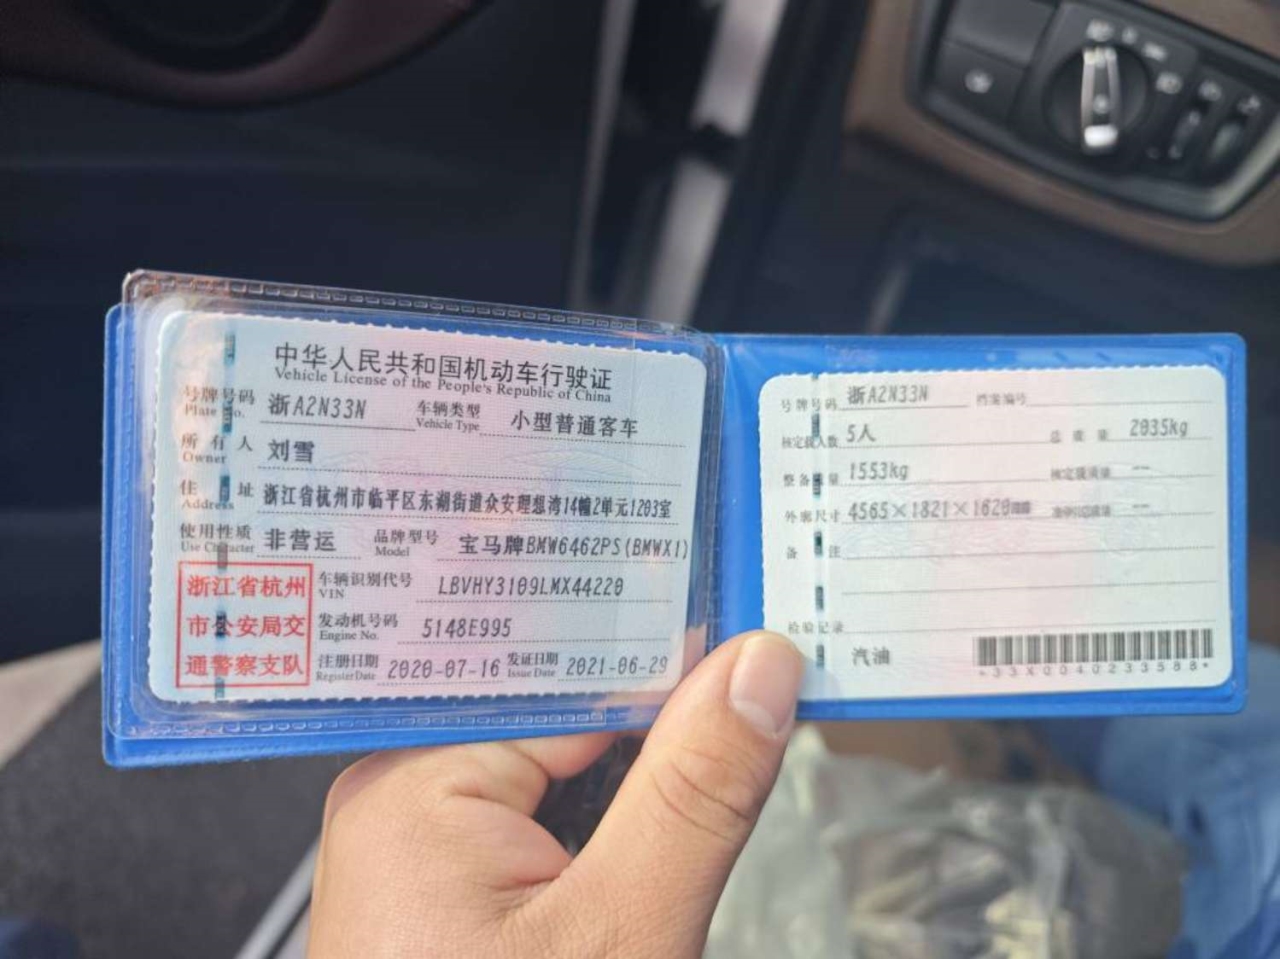 中华人民共和国机动车行驶证
Vehicle License of the People's Republic of China
号牌号码 浙A2N33N 车辆类型 小型普通客车
Plate No. Vehicle Type
所有人 刘雪
Owner
住址 浙江省杭州市临平区东湖街道众安理想湾14幢2单元1203室
Address
使用性质 非营运 品牌型号 宝马牌BMW6462PS(BMWX1)
Use Character Model
浙江省杭州
市公安局交
通警察支队
车辆识别代号 LBVHY3109LMX44220
VIN
发动机号码 5148E995
Engine No.
注册日期 2020-07-16 发证日期 2021-06-29
Register Date Issue Date
号牌号码 浙A2N33N 档案编号
核定载人数 5人 总质量 2035kg
整备质量 1553kg 核定载质量 --
外廓尺寸 4565×1821×1620mm 准牵引总质量 --
备注
检验记录
汽油
*33X0040233588*